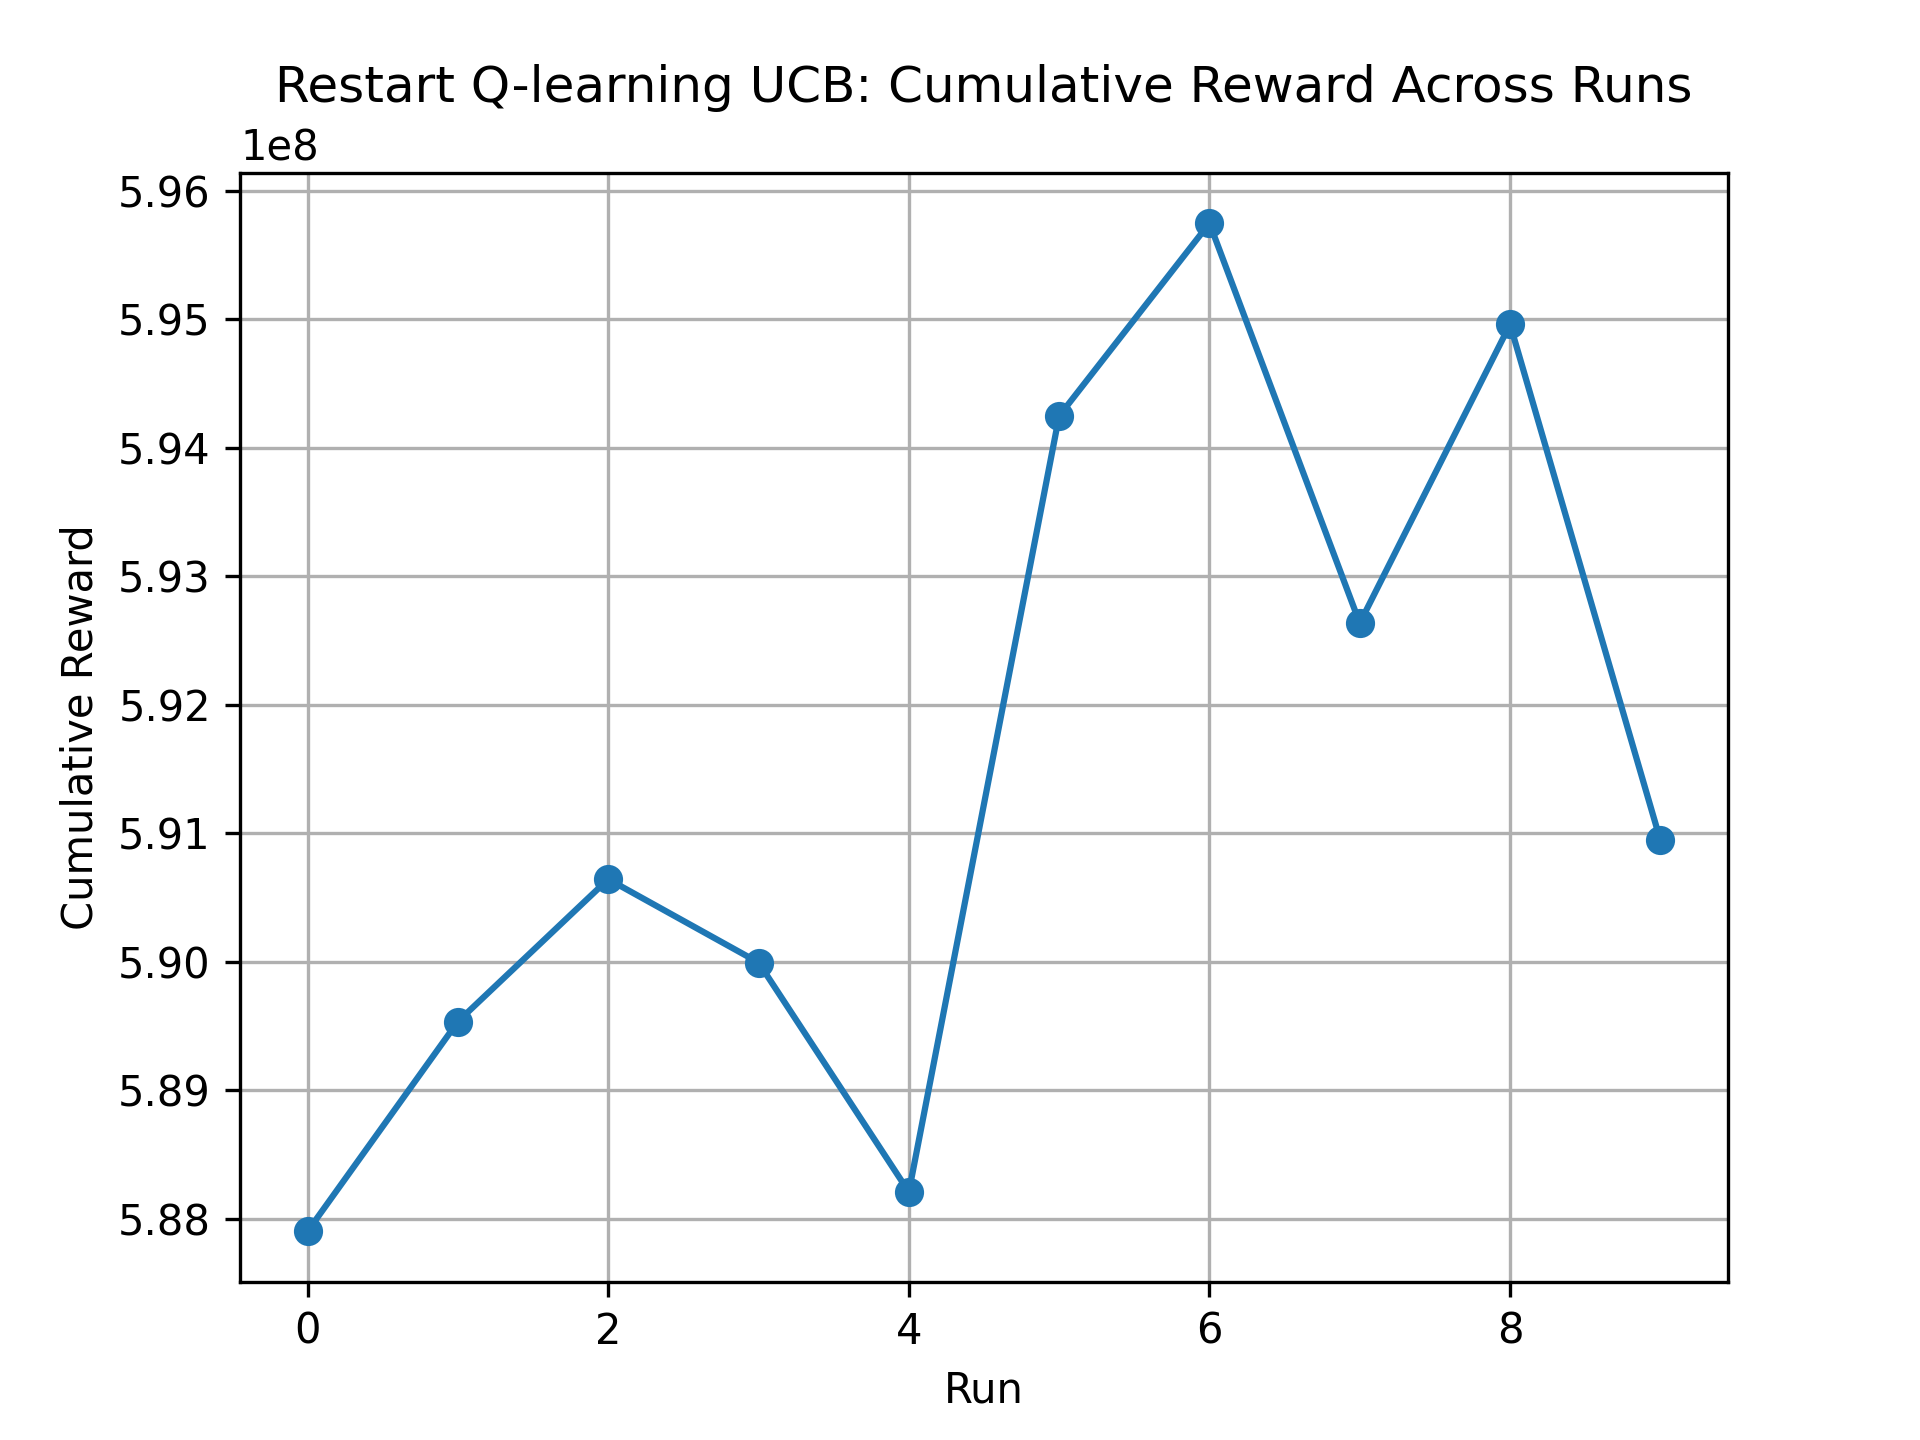 Restart Q-learning UCB: Cumulative Reward Across Runs
1e8
5.96
5.95
5.94
5.93
5.92
5.91
5.90
5.89
5.88
Cumulative Reward
0 2 4 6 8
Run